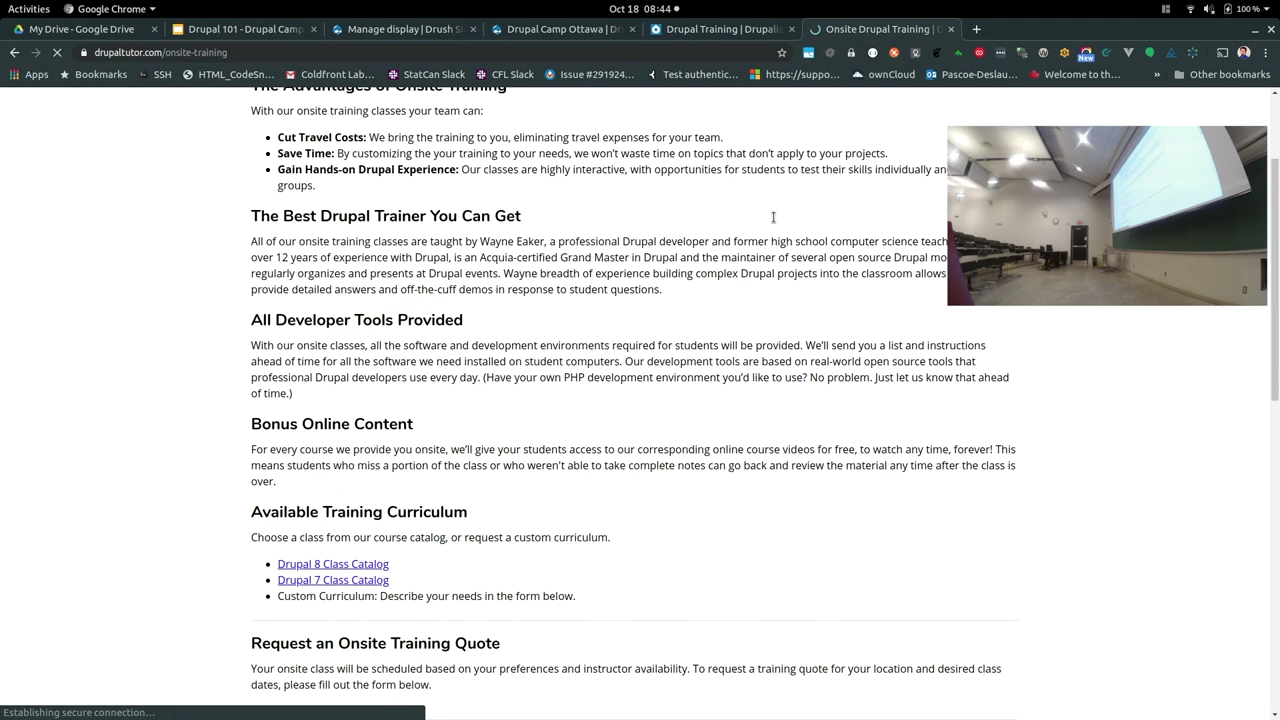 Activities Google Chrome Oct 18 08:44 100 %
My Drive - Google Drive Drupal 101 - Drupal Camp Manage display | Drush Si Drupal Camp Ottawa | Dru Drupal Training | Drupaliz Onsite Drupal Training | D
drupaltutor.com/onsite-training
New
Apps Bookmarks SSH HTML_CodeSn... Coldfront Lab... StatCan Slack CFL Slack Issue #291924... Test authentic... https://suppo... ownCloud Pascoe-Deslau... Welcome to th... » Other bookmarks
The Advantages of Onsite Training
With our onsite training classes your team can:
Cut Travel Costs: We bring the training to you, eliminating travel expenses for your team.
Save Time: By customizing the your training to your needs, we won't waste time on topics that don't apply to your projects.
Gain Hands-on Drupal Experience: Our classes are highly interactive, with opportunities for students to test their skills individually an
groups.
The Best Drupal Trainer You Can Get
All of our onsite training classes are taught by Wayne Eaker, a professional Drupal developer and former high school computer science teach
over 12 years of experience with Drupal, is an Acquia-certified Grand Master in Drupal and the maintainer of several open source Drupal mo
regularly organizes and presents at Drupal events. Wayne breadth of experience building complex Drupal projects into the classroom allows
provide detailed answers and off-the-cuff demos in response to student questions.
All Developer Tools Provided
With our onsite classes, all the software and development environments required for students will be provided. We'll send you a list and instructions
ahead of time for all the software we need installed on student computers. Our development tools are based on real-world open source tools that
professional Drupal developers use every day. (Have your own PHP development environment you'd like to use? No problem. Just let us know that ahead
of time.)
Bonus Online Content
For every course we provide you onsite, we'll give your students access to our corresponding online course videos for free, to watch any time, forever! This
means students who miss a portion of the class or who weren't able to take complete notes can go back and review the material any time after the class is
over.
Available Training Curriculum
Choose a class from our course catalog, or request a custom curriculum.
Drupal 8 Class Catalog
Drupal 7 Class Catalog
Custom Curriculum: Describe your needs in the form below.
Request an Onsite Training Quote
Your onsite class will be scheduled based on your preferences and instructor availability. To request a training quote for your location and desired class
dates, please fill out the form below.
Establishing secure connection...